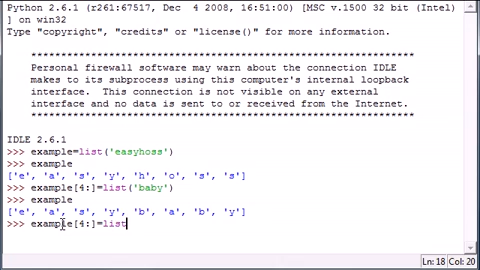 Python 2.6.1 (r261:67517, Dec  4 2008, 16:51:00) [MSC v.1500 32 bit (Intel)
] on win32
Type "copyright", "credits" or "license()" for more information.
****************************************************************
Personal firewall software may warn about the connection IDLE
makes to its subprocess using this computer's internal loopback
interface.  This connection is not visible on any external
interface and no data is sent to or received from the Internet.
****************************************************************
IDLE 2.6.1
>>> example=list('easyhoss')
>>> example
['e', 'a', 's', 'y', 'h', 'o', 's', 's']
>>> example[4:]=list('baby')
>>> example
['e', 'a', 's', 'y', 'b', 'a', 'b', 'y']
>>> example[4:]=list
Ln: 18 Col: 20